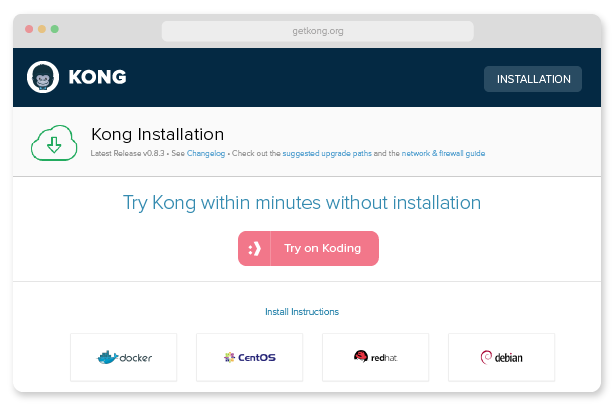 getkong.org
KONG
INSTALLATION
Kong Installation
Latest Release v0.8.3 • See Changelog • Check out the suggested upgrade paths and the network & firewall guide
Try Kong within minutes without installation
:) Try on Koding
Install Instructions
docker CentOS redhat debian